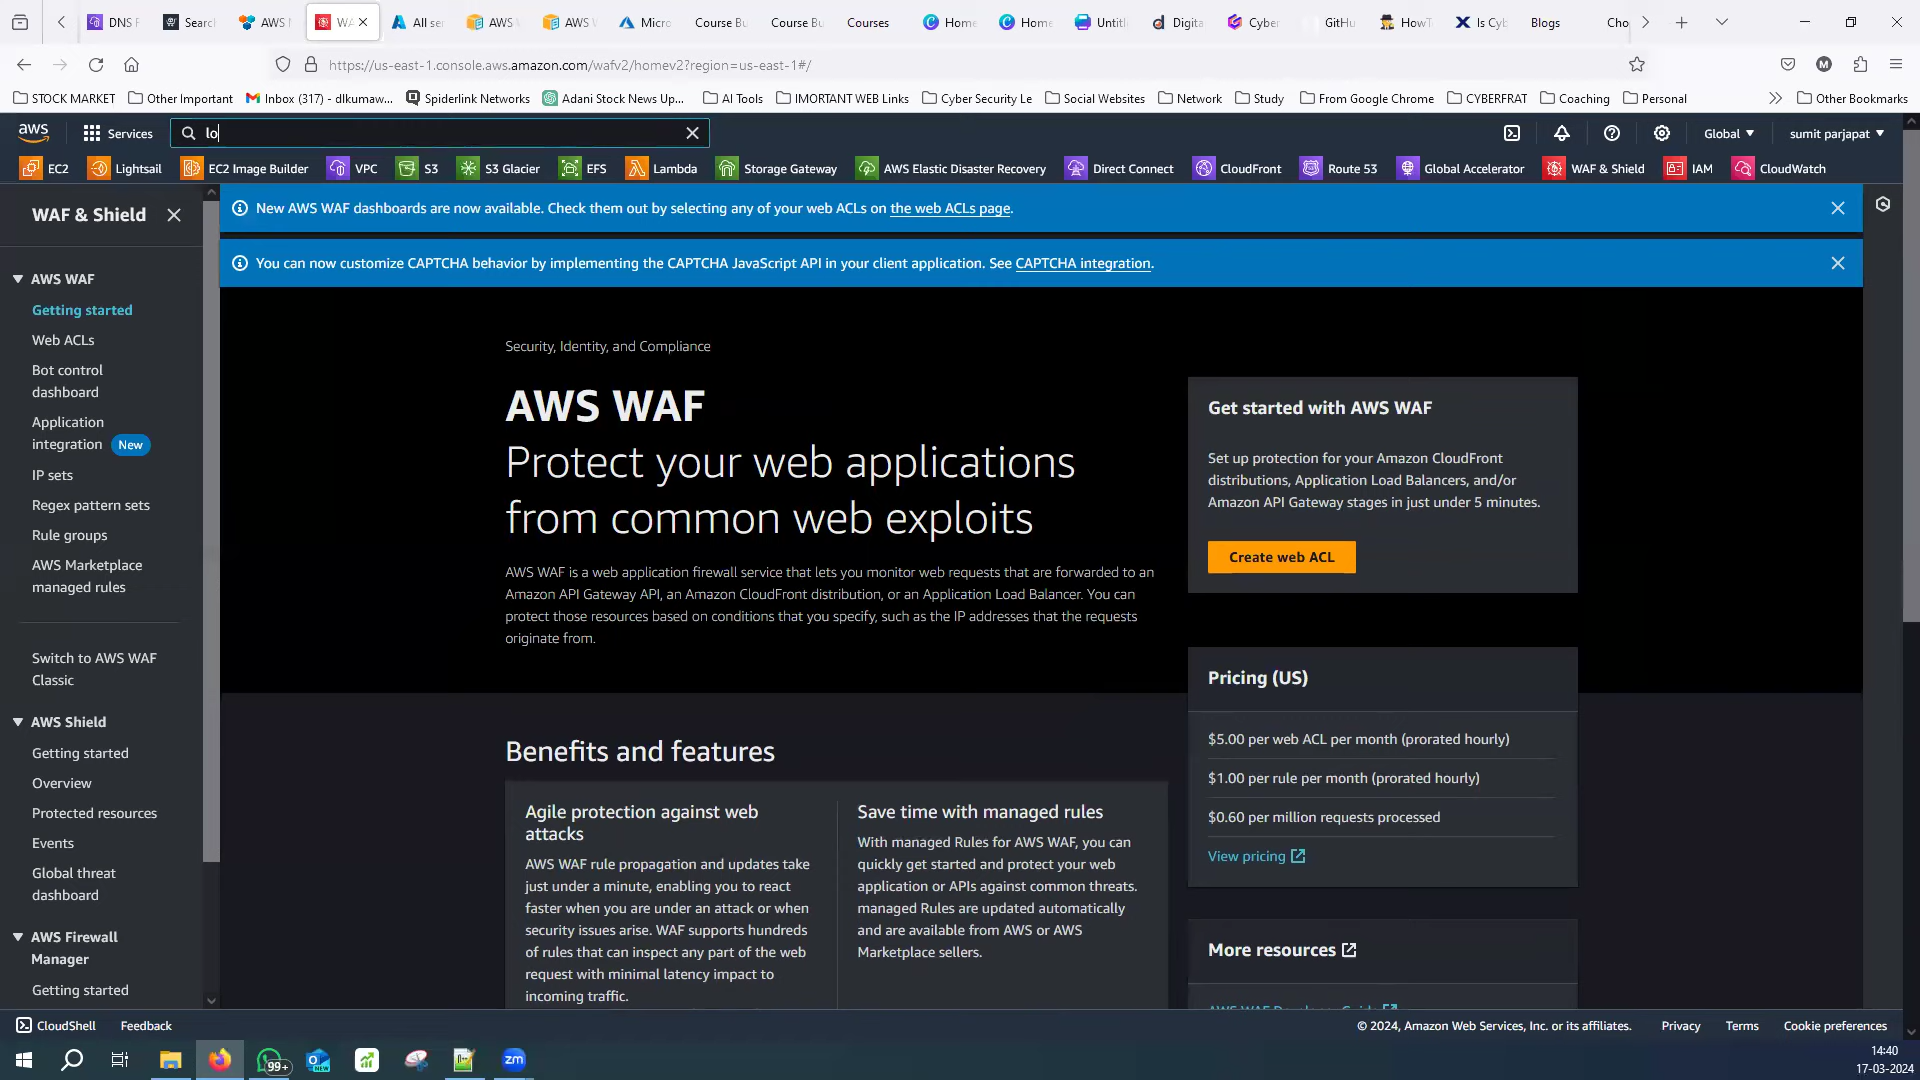 DNS F
Search
AWS M
WA
All ser
AWS
AWS
Micro
Course Bu
Course Bu
Courses
Home
Home
Untitl
Digita
Cyber
GitHu
HowT
Is Cyb
Blogs
Cho
https://us-east-1.console.aws.amazon.com/wafv2/homev2?region=us-east-1#/
STOCK MARKET
Other Important
Inbox (317) - dlkumaw...
Spiderlink Networks
Adani Stock News Up...
AI Tools
IMORTANT WEB Links
Cyber Security Le
Social Websites
Network
Study
From Google Chrome
CYBERFRAT
Coaching
Personal
Other Bookmarks
aws
Services
lo
Global
sumit parjapat
EC2
Lightsail
EC2 Image Builder
VPC
S3
S3 Glacier
EFS
Lambda
Storage Gateway
AWS Elastic Disaster Recovery
Direct Connect
CloudFront
Route 53
Global Accelerator
WAF & Shield
IAM
CloudWatch
WAF & Shield
AWS WAF
Getting started
Web ACLs
Bot control
dashboard
Application
integration New
IP sets
Regex pattern sets
Rule groups
AWS Marketplace
managed rules
Switch to AWS WAF
Classic
AWS Shield
Getting started
Overview
Protected resources
Events
Global threat
dashboard
AWS Firewall
Manager
Getting started
New AWS WAF dashboards are now available. Check them out by selecting any of your web ACLs on the web ACLs page.
You can now customize CAPTCHA behavior by implementing the CAPTCHA JavaScript API in your client application. See CAPTCHA integration.
Security, Identity, and Compliance
AWS WAF
Protect your web applications
from common web exploits
AWS WAF is a web application firewall service that lets you monitor web requests that are forwarded to an
Amazon API Gateway API, an Amazon CloudFront distribution, or an Application Load Balancer. You can
protect those resources based on conditions that you specify, such as the IP addresses that the requests
originate from.
Get started with AWS WAF
Set up protection for your Amazon CloudFront
distributions, Application Load Balancers, and/or
Amazon API Gateway stages in just under 5 minutes.
Create web ACL
Pricing (US)
$5.00 per web ACL per month (prorated hourly)
$1.00 per rule per month (prorated hourly)
$0.60 per million requests processed
View pricing
More resources
AWS WAF Developer Guide
Benefits and features
Agile protection against web
attacks
AWS WAF rule propagation and updates take
just under a minute, enabling you to react
faster when you are under an attack or when
security issues arise. WAF supports hundreds
of rules that can inspect any part of the web
request with minimal latency impact to
incoming traffic.
Save time with managed rules
With managed Rules for AWS WAF, you can
quickly get started and protect your web
application or APIs against common threats.
managed Rules are updated automatically
and are available from AWS or AWS
Marketplace sellers.
CloudShell
Feedback
© 2024, Amazon Web Services, Inc. or its affiliates.
Privacy
Terms
Cookie preferences
99+
NEW
zm
14:40
17-03-2024